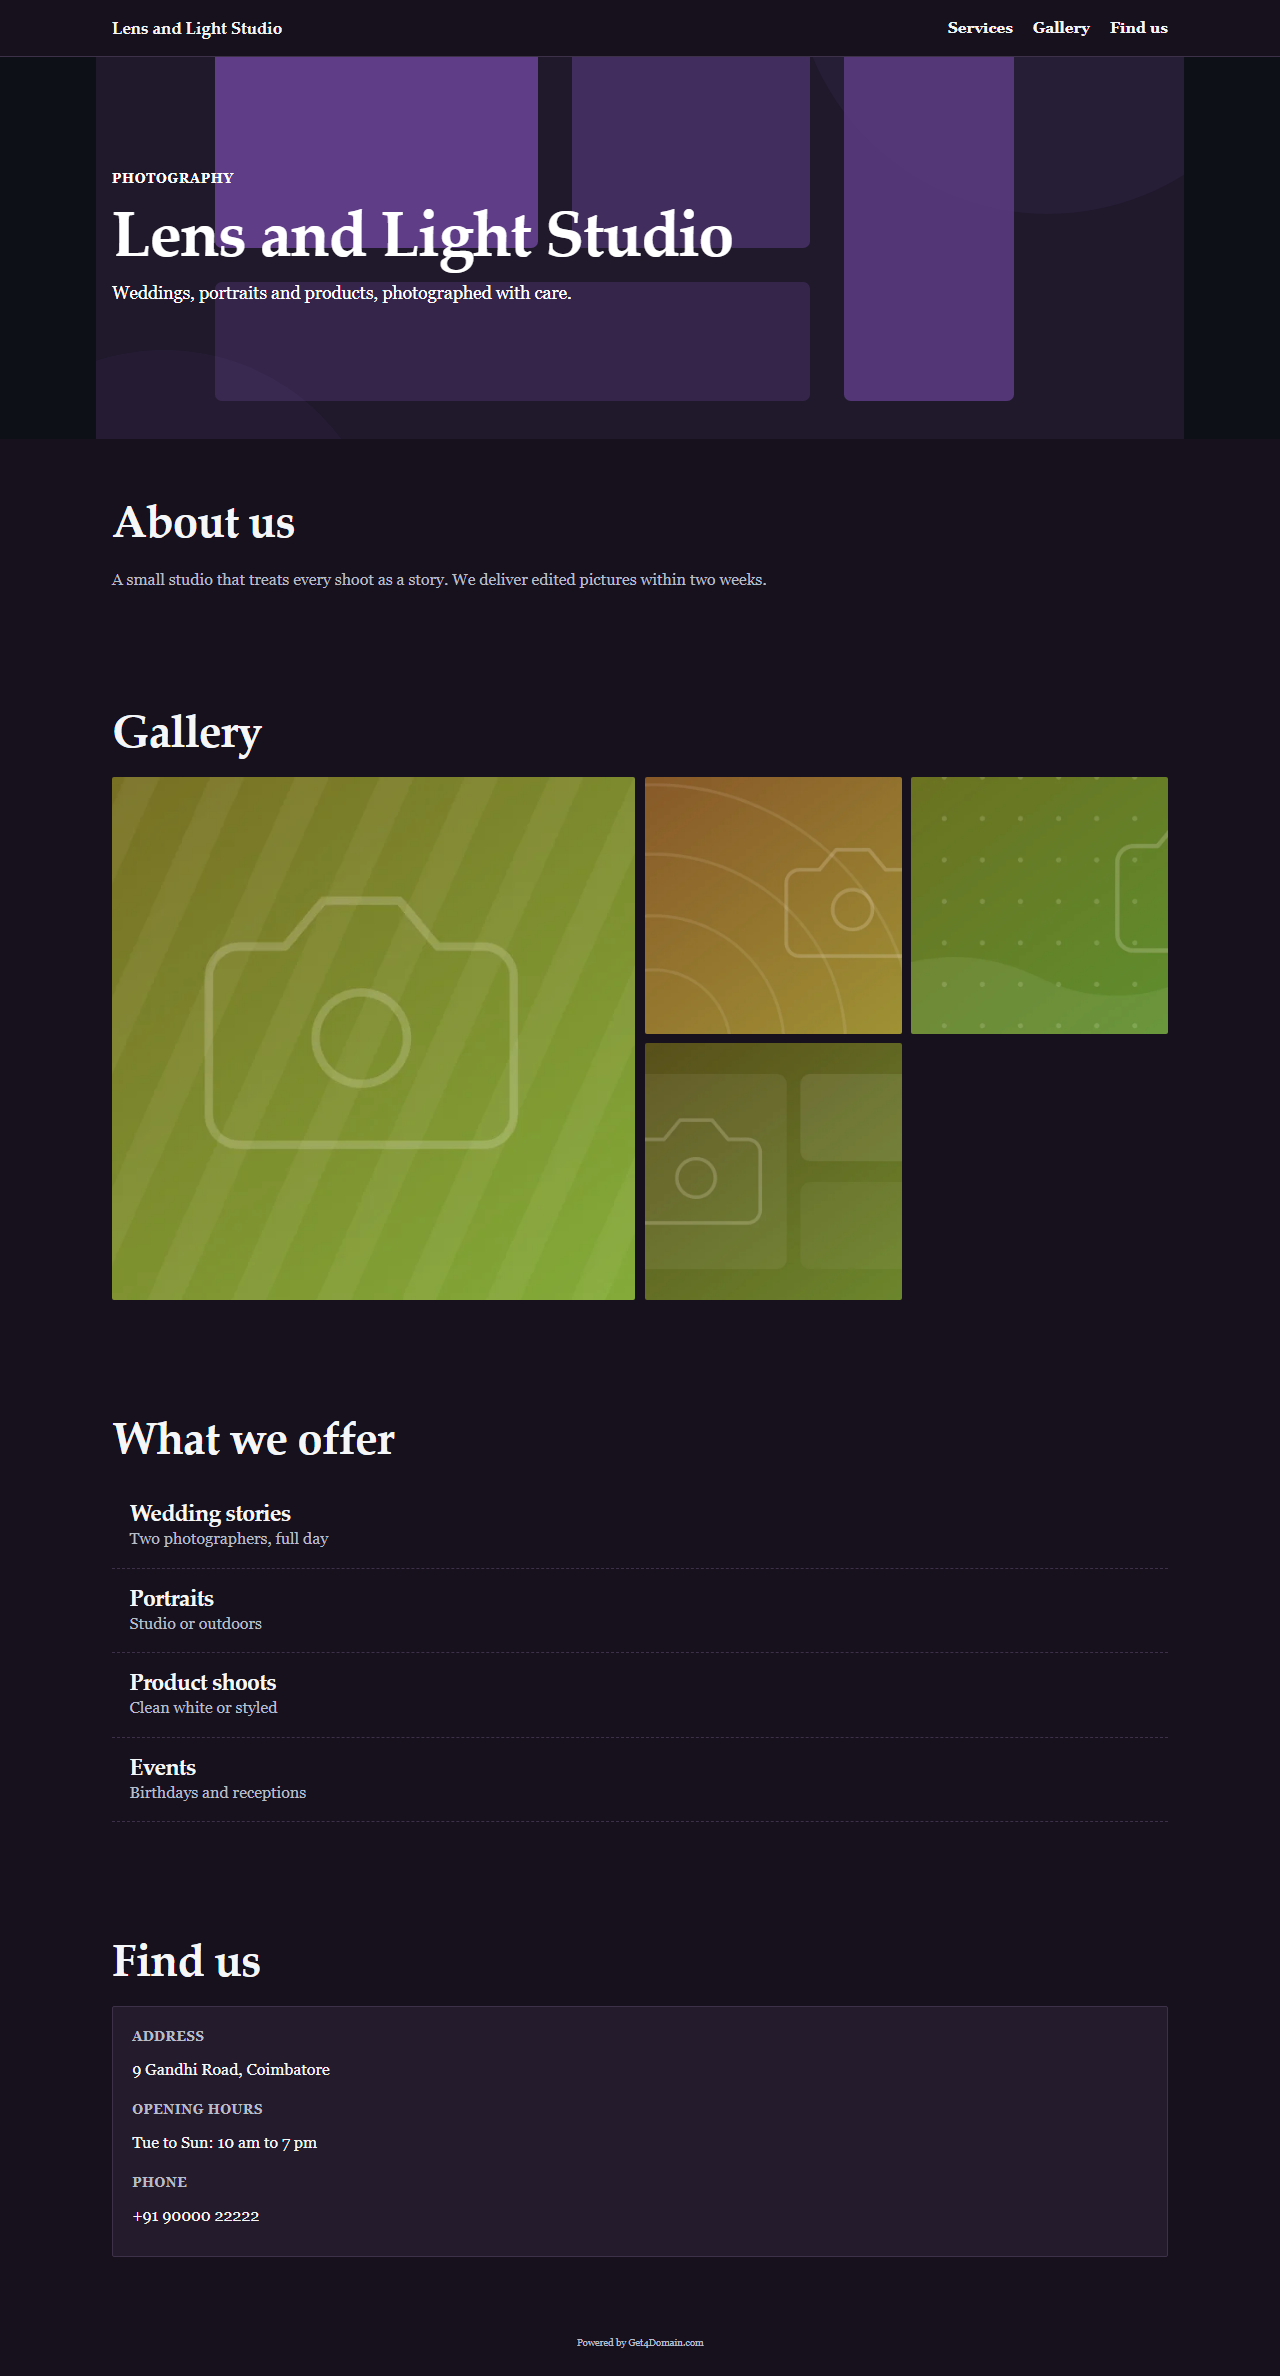 Lens and Light Studio
Services Gallery Find us
PHOTOGRAPHY
Lens and Light Studio
Weddings, portraits and products, photographed with care.
About us
A small studio that treats every shoot as a story. We deliver edited pictures within two weeks.
Gallery
What we offer
Wedding stories
Two photographers, full day
Portraits
Studio or outdoors
Product shoots
Clean white or styled
Events
Birthdays and receptions
Find us
ADDRESS
9 Gandhi Road, Coimbatore
OPENING HOURS
Tue to Sun: 10 am to 7 pm
PHONE
+91 90000 22222
Powered by Get4Domain.com